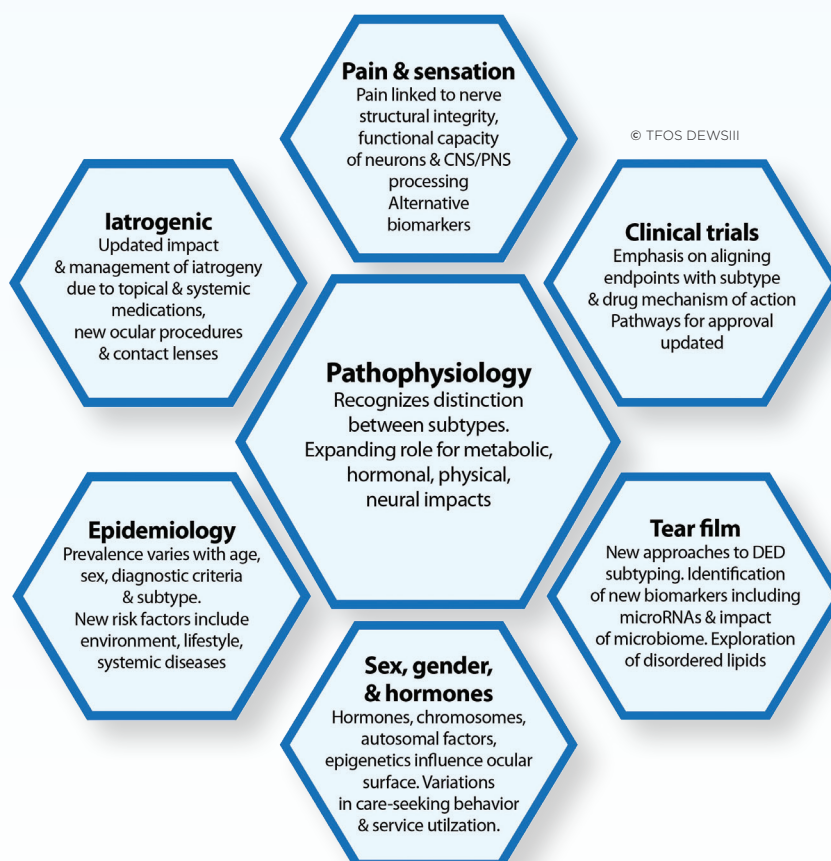 Pain & sensation
Pain linked to nerve
structural integrity,
functional capacity
of neurons & CNS/PNS
processing
Alternative
biomarkers
© TFOS DEWSIII
Iatrogenic
Updated impact
& management of iatrogeny
due to topical & systemic
medications,
new ocular procedures
& contact lenses
Clinical trials
Emphasis on aligning
endpoints with subtype
& drug mechanism of action
Pathways for approval
updated
Pathophysiology
Recognizes distinction
between subtypes.
Expanding role for metabolic,
hormonal, physical,
neural impacts
Epidemiology
Prevalence varies with age,
sex, diagnostic criteria
& subtype.
New risk factors include
environment, lifestyle,
systemic diseases
Tear film
New approaches to DED
subtyping. Identification
of new biomarkers including
microRNAs & impact
of microbiome. Exploration
of disordered lipids
Sex, gender,
& hormones
Hormones, chromosomes,
autosomal factors,
epigenetics influence ocular
surface. Variations
in care-seeking behavior
& service utilzation.